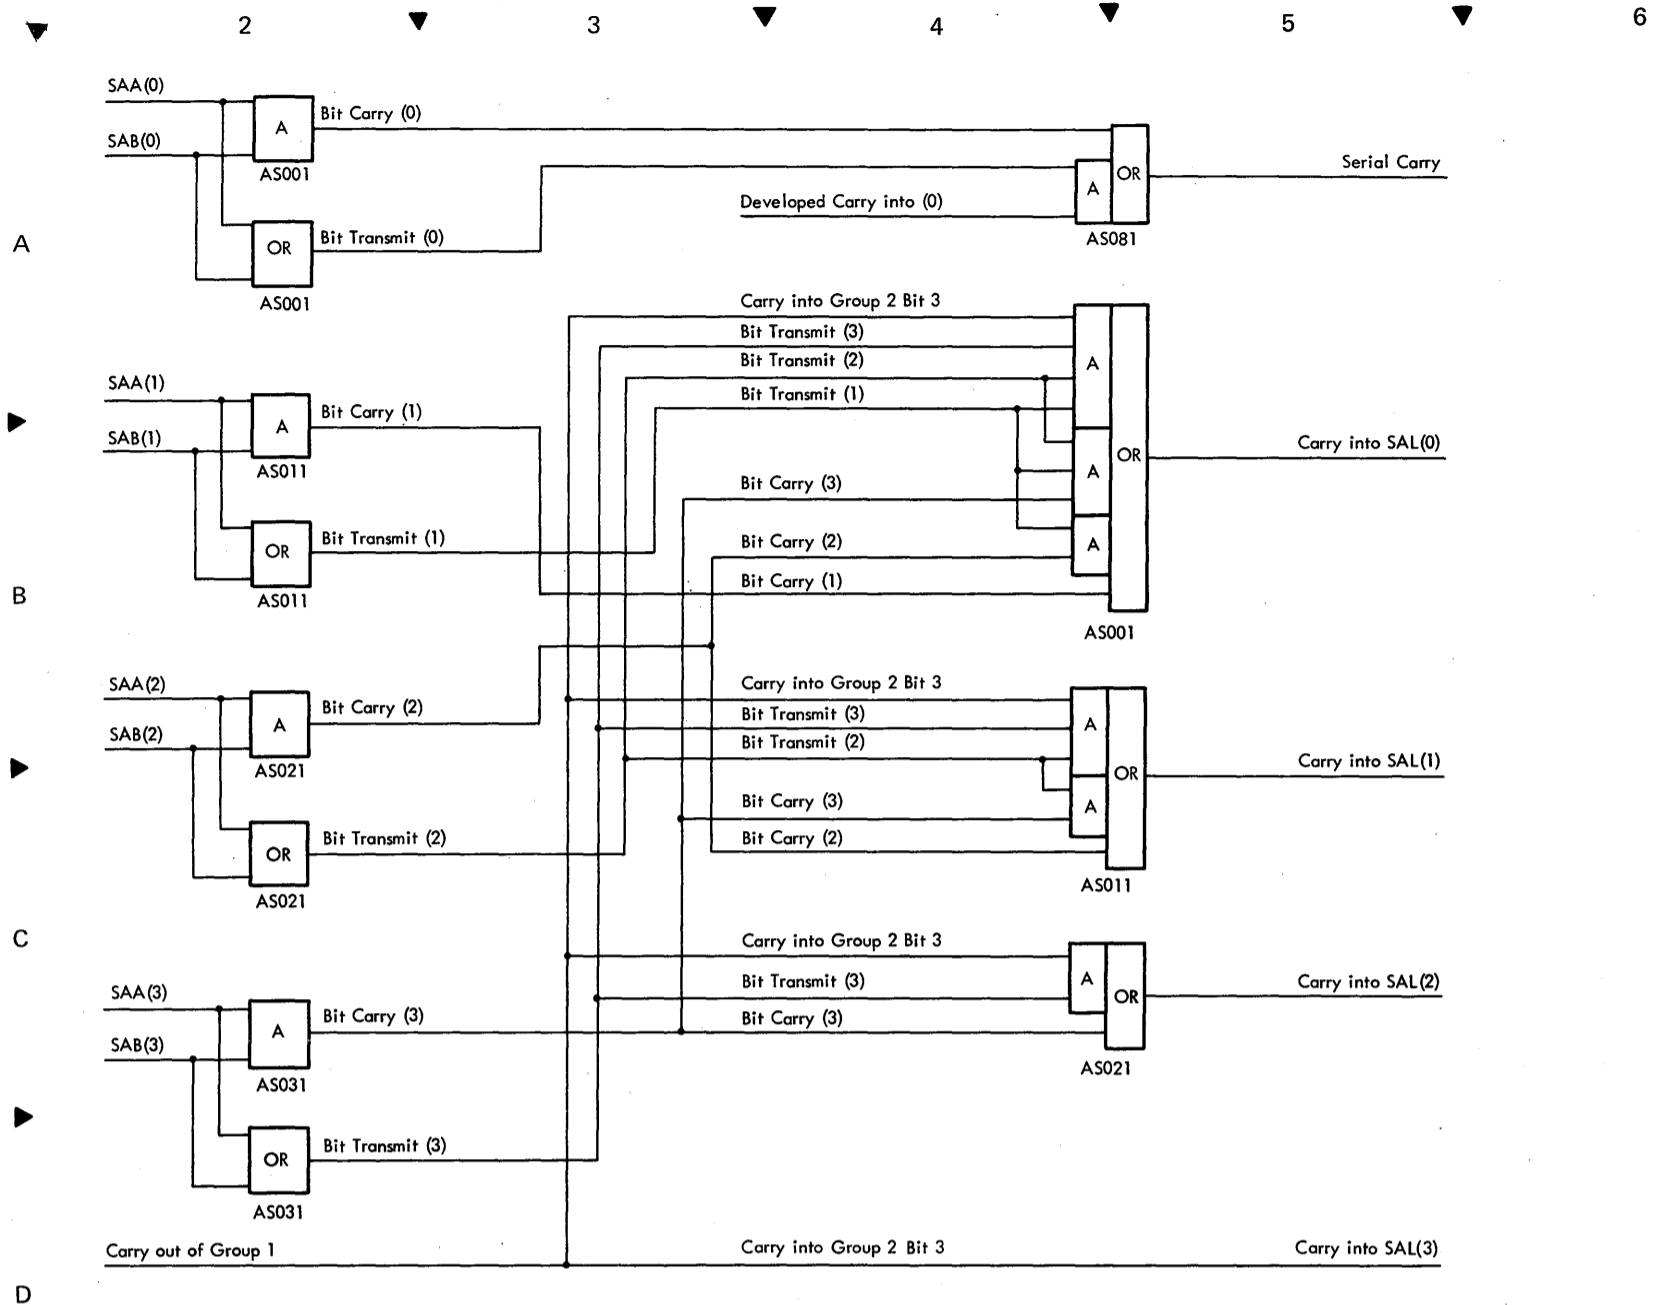 2 3 4 5 6
SAA(0)
A
Bit Carry (0)
SAB(0)
AS001
OR
Serial Carry
A
Developed Carry into (0)
AS081
A
OR
Bit Transmit (0)
AS001
Carry into Group 2 Bit 3
Bit Transmit (3)
Bit Transmit (2)
A
Bit Transmit (1)
SAA(1)
A
Bit Carry (1)
SAB(1)
AS011
OR
Carry into SAL(0)
A
Bit Carry (3)
OR
Bit Transmit (1)
Bit Carry (2)
A
Bit Carry (1)
B
AS011
AS001
SAA(2)
A
Bit Carry (2)
SAB(2)
AS021
Carry into Group 2 Bit 3
Bit Transmit (3)
A
Bit Transmit (2)
OR
Carry into SAL(1)
Bit Carry (3)
A
Bit Carry (2)
OR
Bit Transmit (2)
AS021
AS011
C
Carry into Group 2 Bit 3
Bit Transmit (3)
A
OR
Carry into SAL(2)
Bit Carry (3)
AS021
SAA(3)
A
Bit Carry (3)
SAB(3)
AS031
OR
Bit Transmit (3)
AS031
Carry out of Group 1
Carry into Group 2 Bit 3
Carry into SAL(3)
D